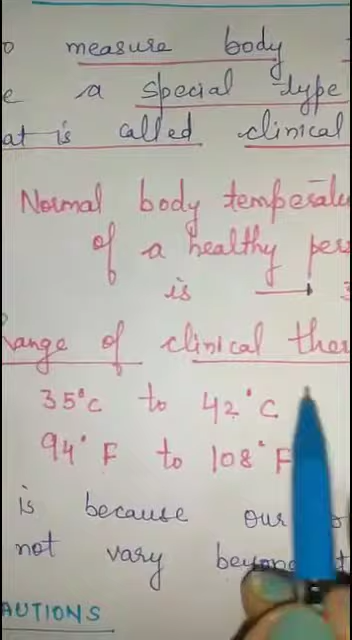 measure body
a special type
at is called clinical
Normal body temperatu
of a healthy pers
is
ange of clinical ther
35°C to 42°C
94°F to 108°F
is because our
not vary beyond
AUTIONS